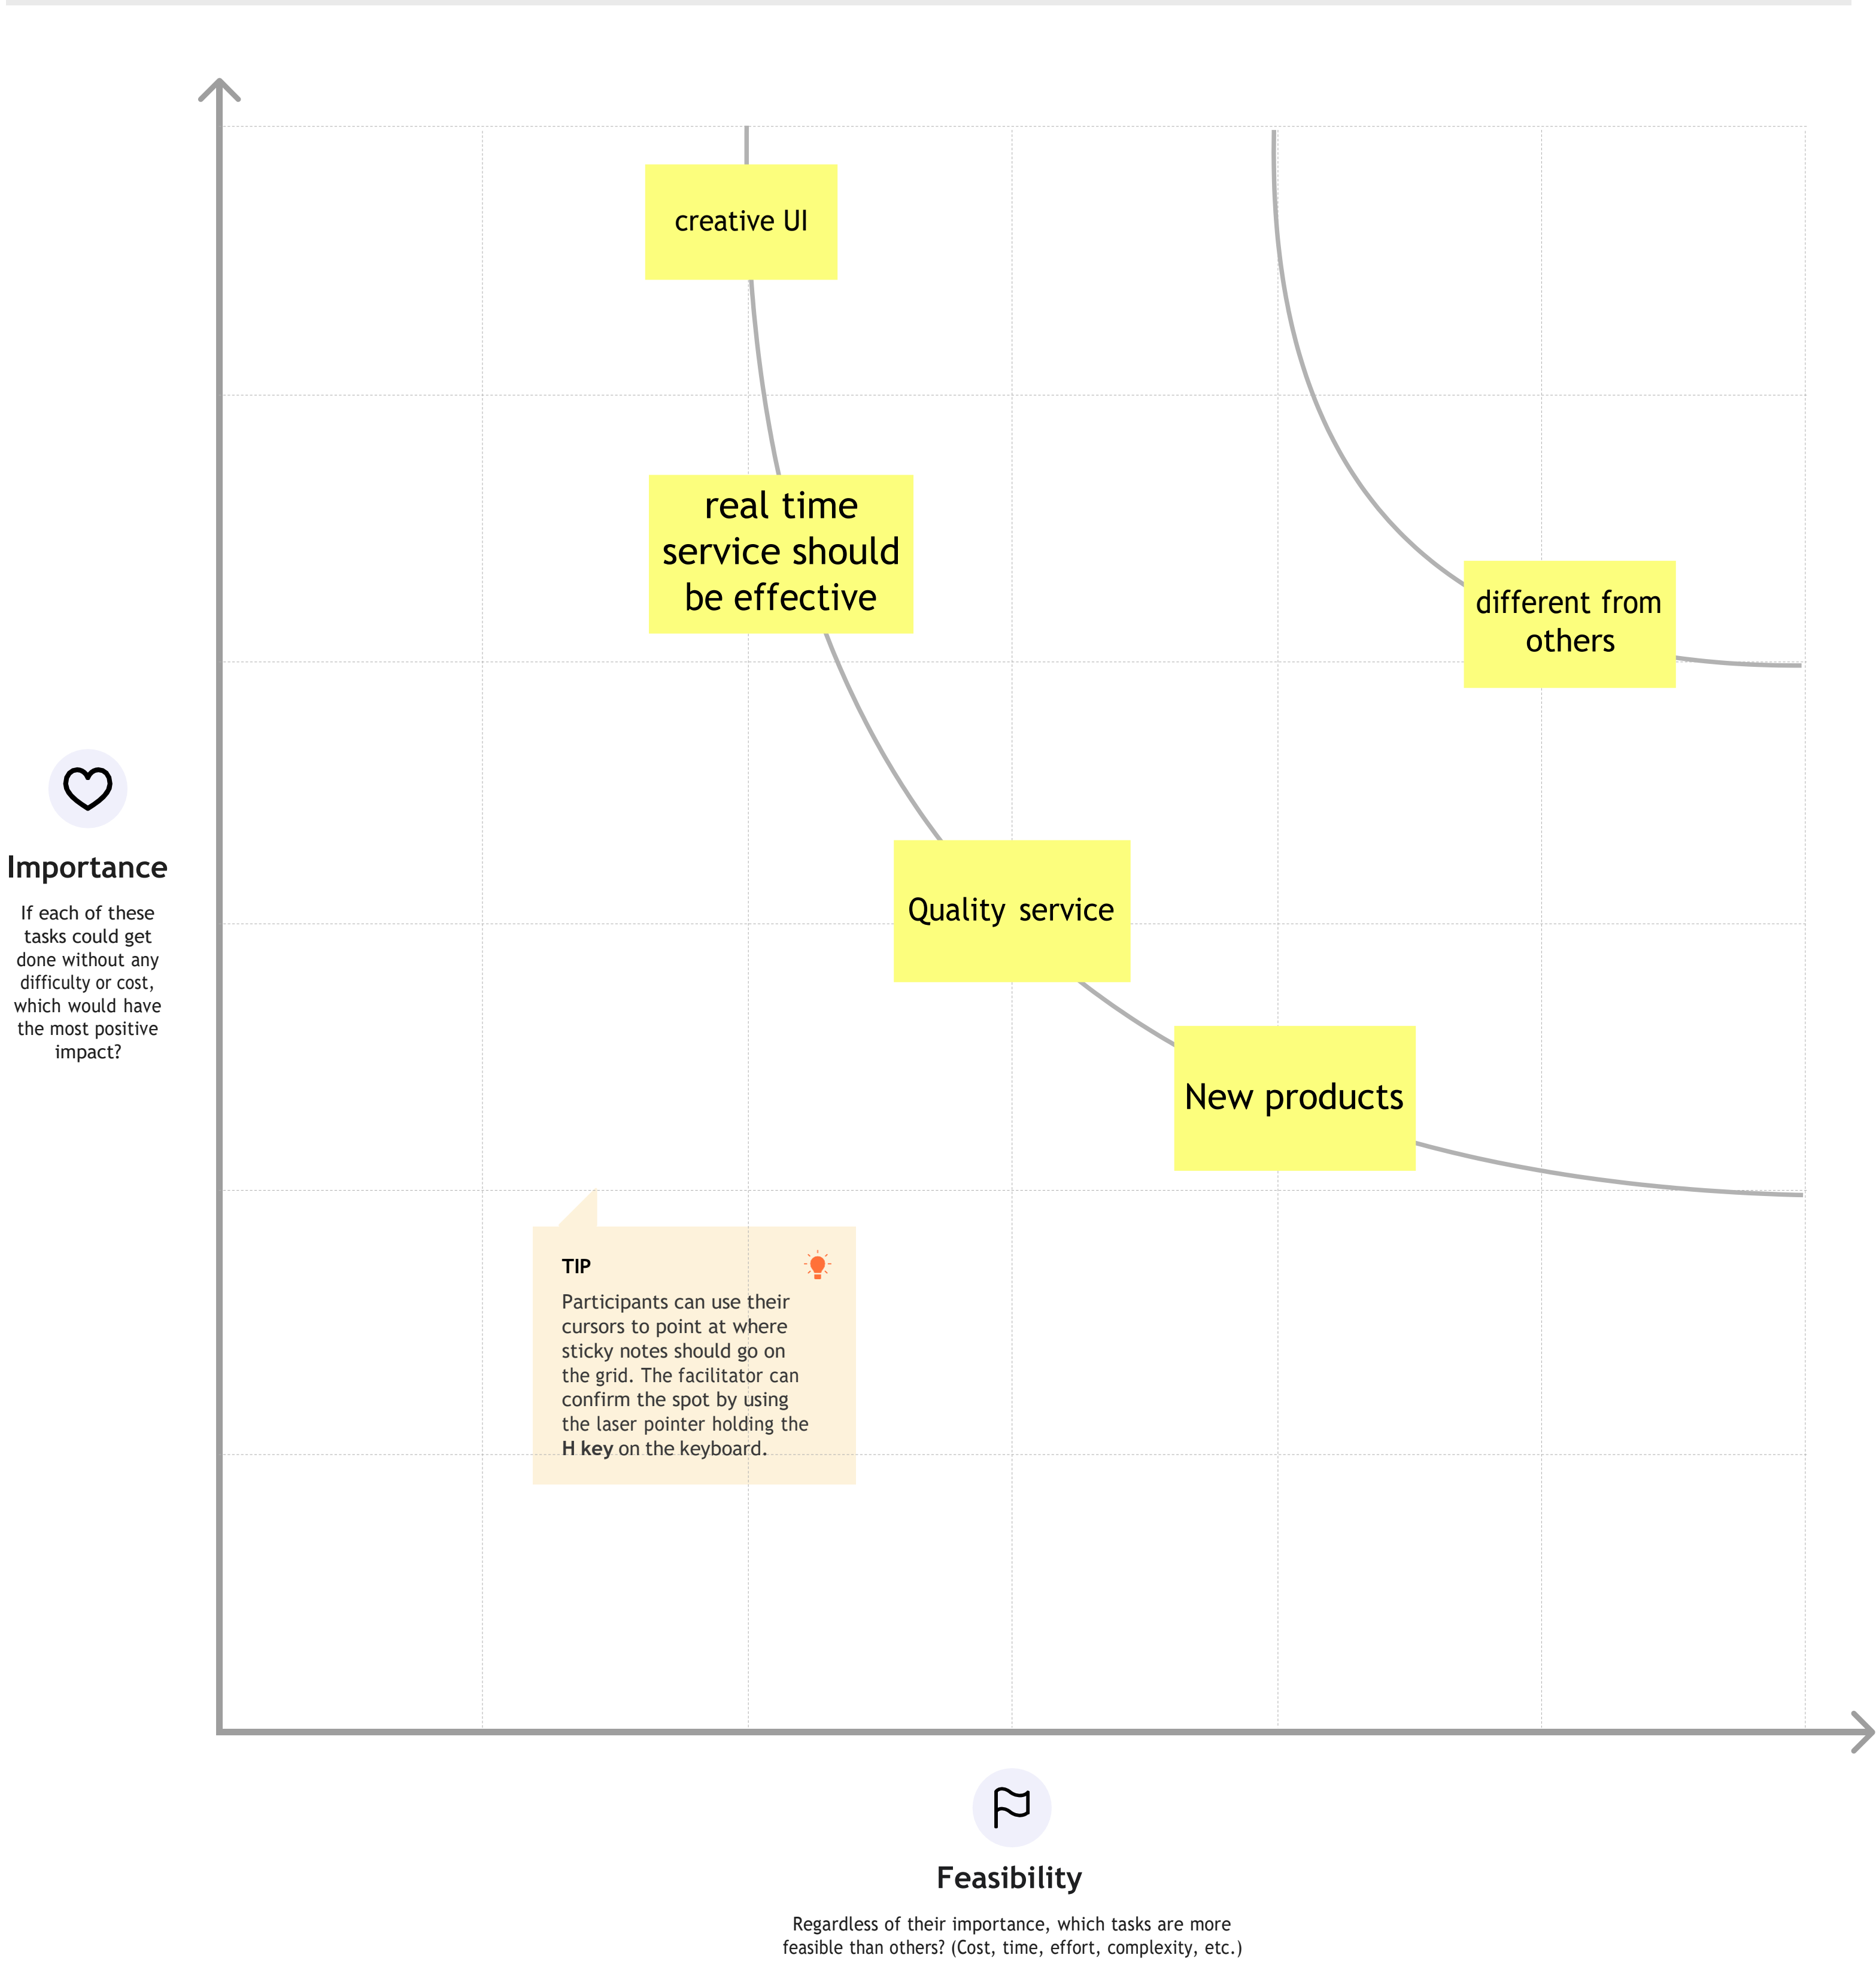 creative UI
real time
service should
be effective
different from
others
Importance
If each of these
tasks could get
done without any
difficulty or cost,
which would have
the most positive
impact?
Quality service
New products
TIP
Participants can use their
cursors to point at where
sticky notes should go on
the grid. The facilitator can
confirm the spot by using
the laser pointer holding the
H key on the keyboard.
Feasibility
Regardless of their importance, which tasks are more
feasible than others? (Cost, time, effort, complexity, etc.)